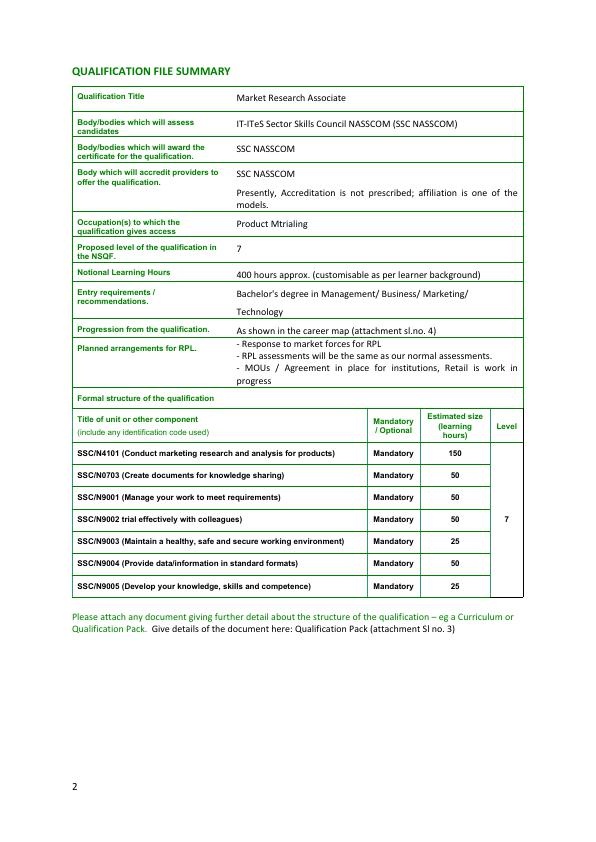 QUALIFICATION FILE SUMMARY
Qualification Title
Market Research Associate
Body/bodies which will assess
candidates
IT-ITeS Sector Skills Council NASSCOM (SSC NASSCOM)
Body/bodies which will award the
certificate for the qualification.
SSC NASSCOM
Body which will accredit providers to
offer the qualification.
SSC NASSCOM
Presently, Accreditation is not prescribed; affiliation is one of the
models.
Occupation(s) to which the
qualification gives access
Product Mtrialing
Proposed level of the qualification in
the NSQF.
7
Notional Learning Hours
400 hours approx. (customisable as per learner background)
Entry requirements /
recommendations.
Bachelor's degree in Management/ Business/ Marketing/
Technology
Progression from the qualification.
As shown in the career map (attachment sl.no. 4)
Planned arrangements for RPL.
- Response to market forces for RPL
- RPL assessments will be the same as our normal assessments.
- MOUs / Agreement in place for institutions, Retail is work in
progress
Formal structure of the qualification
Title of unit or other component
(include any identification code used)
Mandatory
/ Optional
Estimated size
(learning
hours)
Level
SSC/N4101 (Conduct marketing research and analysis for products) Mandatory 150
SSC/N0703 (Create documents for knowledge sharing) Mandatory 50
SSC/N9001 (Manage your work to meet requirements) Mandatory 50
SSC/N9002 trial effectively with colleagues) Mandatory 50 7
SSC/N9003 (Maintain a healthy, safe and secure working environment) Mandatory 25
SSC/N9004 (Provide data/information in standard formats) Mandatory 50
SSC/N9005 (Develop your knowledge, skills and competence) Mandatory 25
Please attach any document giving further detail about the structure of the qualification – eg a Curriculum or
Qualification Pack. Give details of the document here: Qualification Pack (attachment Sl no. 3)
2